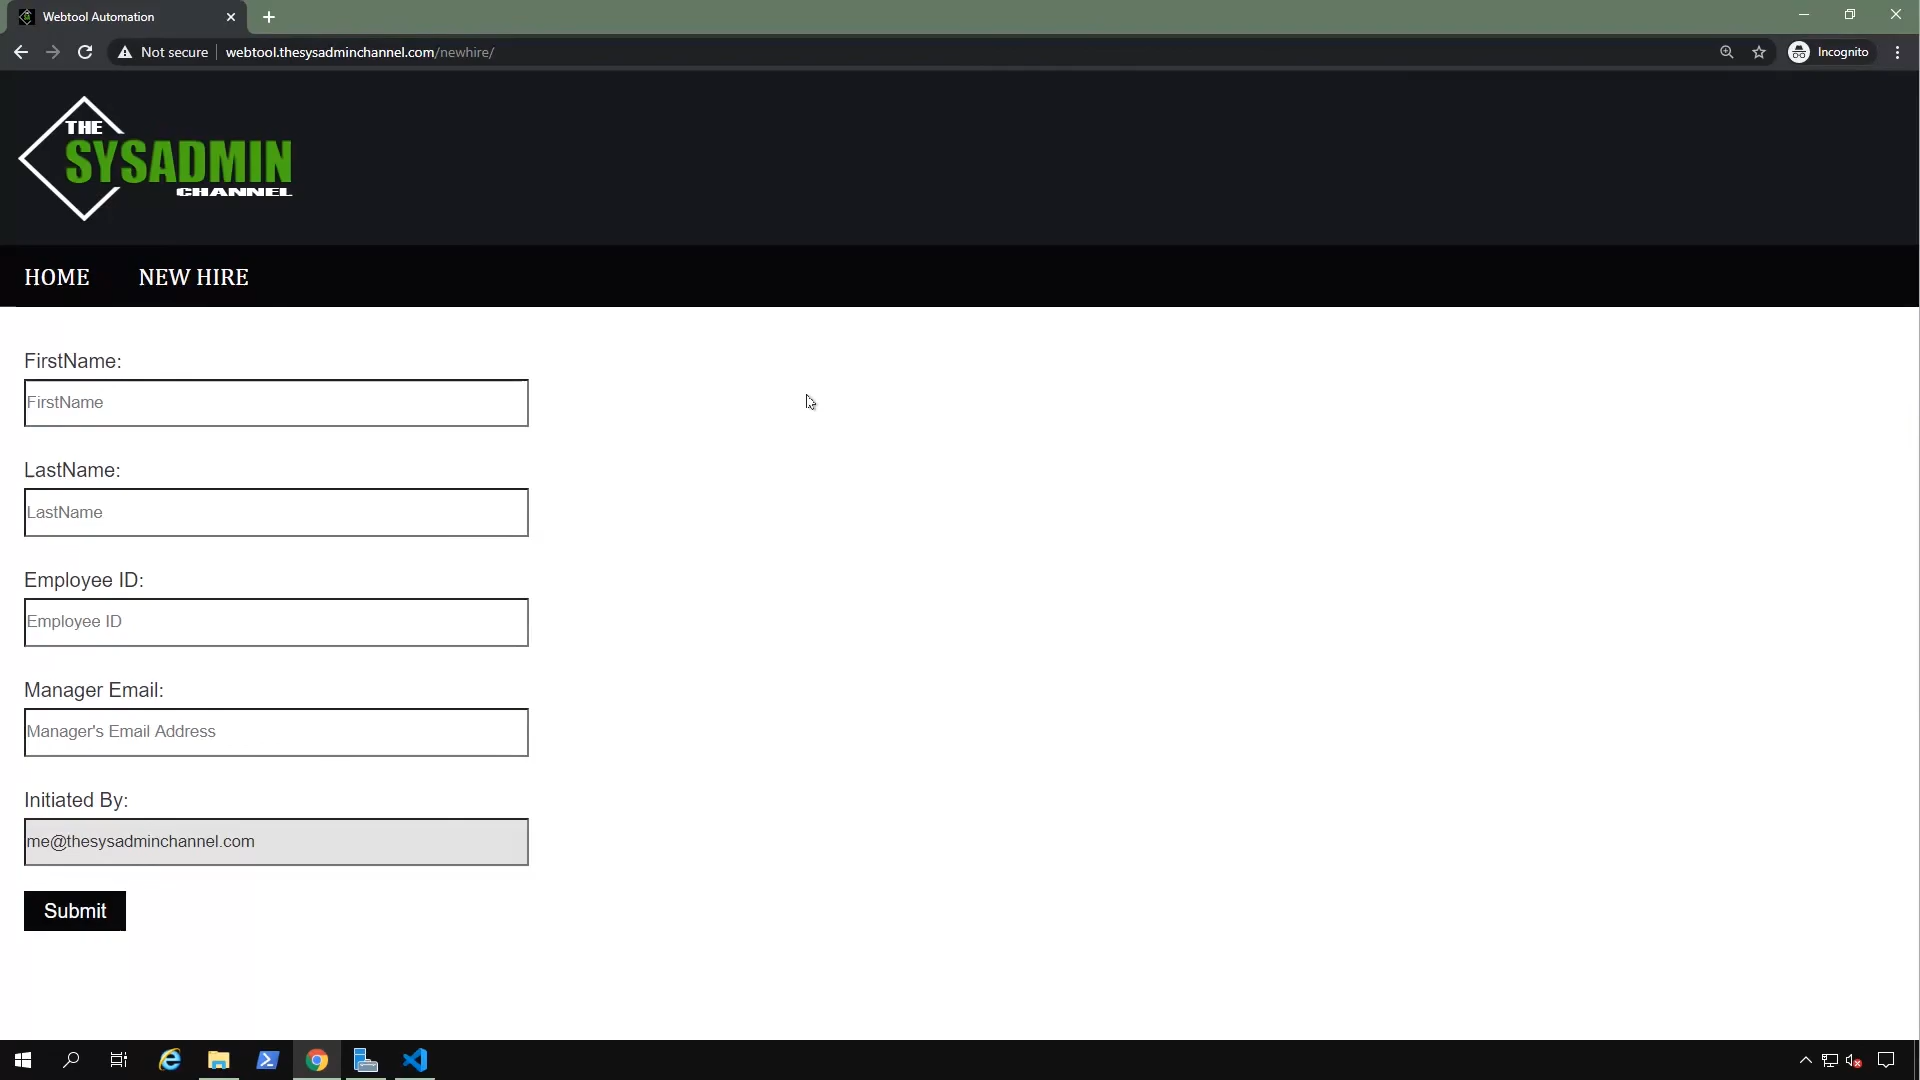 Webtool Automation
Not secure
webtool.thesysadminchannel.com/newhire/
Incognito
THE
SYSADMIN
CHANNEL
HOME
NEW HIRE
FirstName:
FirstName
LastName:
LastName
Employee ID:
Employee ID
Manager Email:
Manager's Email Address
Initiated By:
me@thesysadminchannel.com
Submit